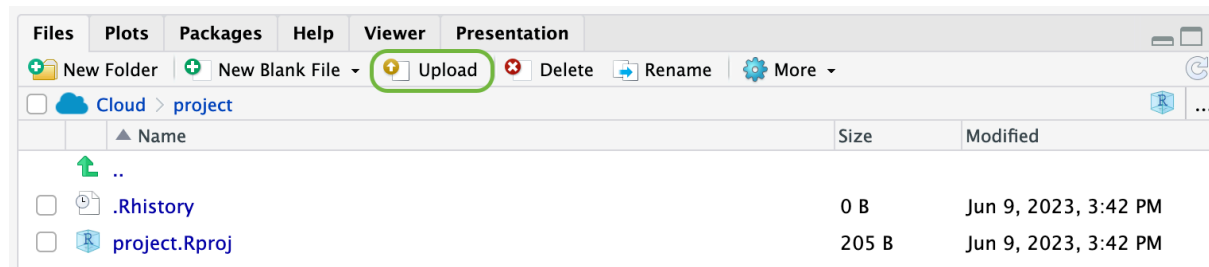 Files Plots Packages Help Viewer Presentation
New Folder New Blank File Upload Delete Rename More
Cloud > project R ...
Name Size Modified
..
.Rhistory 0 B Jun 9, 2023, 3:42 PM
R project.Rproj 205 B Jun 9, 2023, 3:42 PM